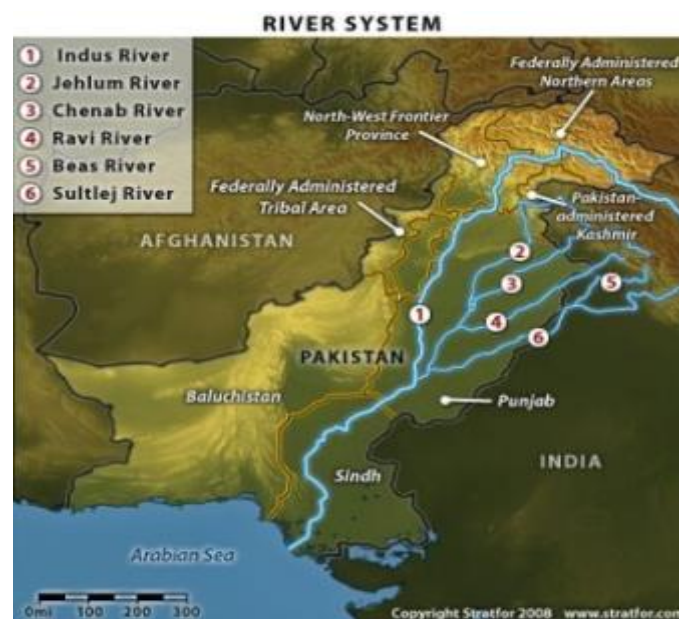 RIVER SYSTEM
1 Indus River
2 Jehlum River
3 Chenab River
4 Ravi River
5 Beas River
6 Sultlej River
Federally Administered
Northern Areas
North-West Frontier
Province
Federally Administered
Tribal Area
Pakistan-
administered
Kashmir
AFGHANISTAN
2
3
5
1
4
6
PAKISTAN
Baluchistan
Punjab
INDIA
Sindh
Arabian Sea
0mi 100 200 300
Copyright Stratfor 2008 www.stratfor.com